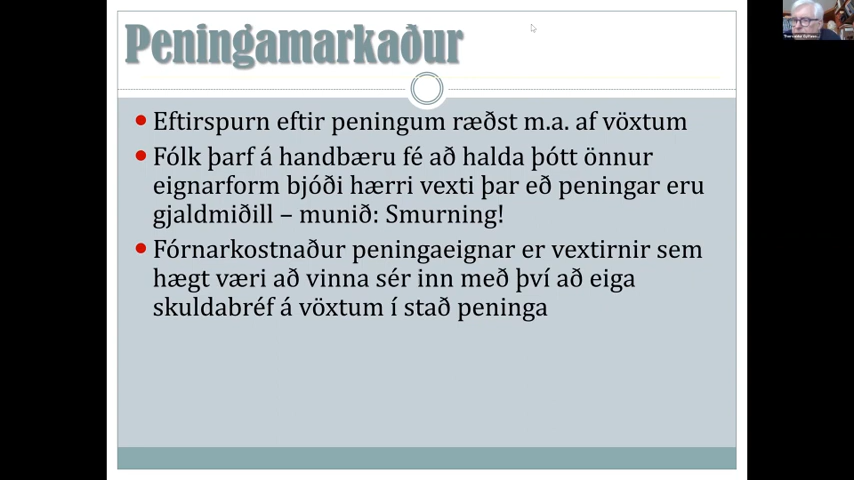 Peningamarkaður
Eftirspurn eftir peningum ræðst m.a. af vöxtum
Fólk þarf á handbæru fé að halda þótt önnur
eignarform bjóði hærri vexti þar eð peningar eru
gjaldmiðill – munið: Smurning!
Fórnarkostnaður peningaeignar er vextirnir sem
hægt væri að vinna sér inn með því að eiga
skuldabréf á vöxtum í stað peninga